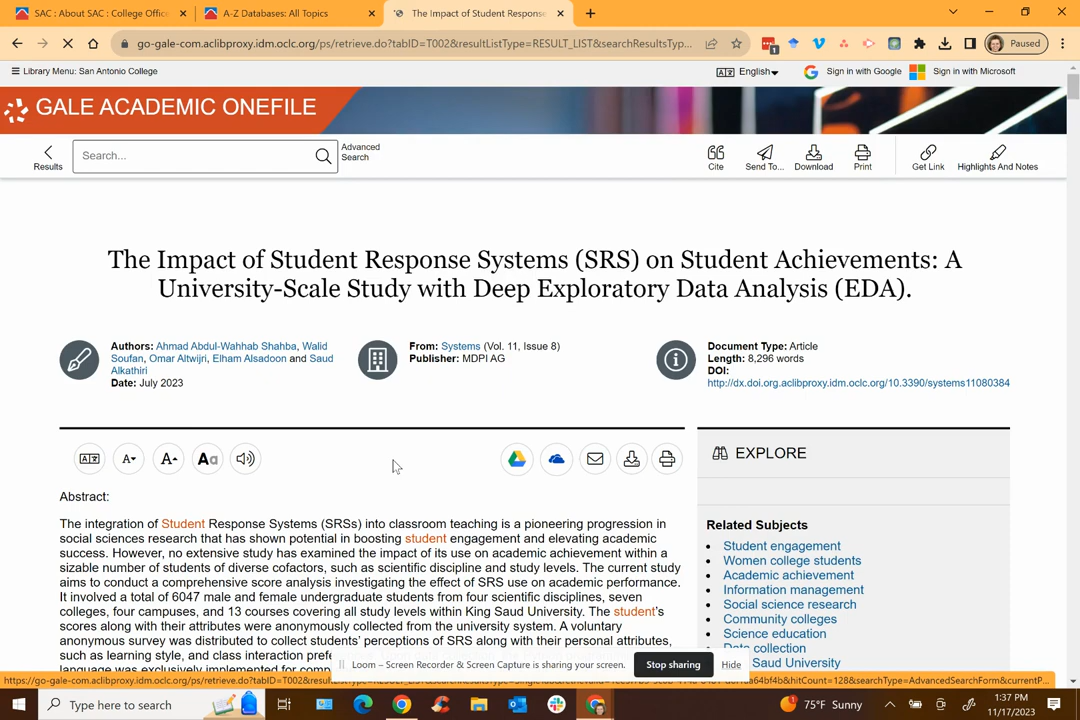 SAC : About SAC : College Offic
A-Z Databases: All Topics
The Impact of Student Response
go-gale-com.aclibproxy.idm.oclc.org/ps/retrieve.do?tabID=T002&resultListType=RESULT_LIST&searchResultsTyp...
1
Paused
Library Menu: San Antonio College
English
Sign in with Google
Sign in with Microsoft
GALE ACADEMIC ONEFILE
Results
Search...
Advanced
Search
Cite
Send To...
Download
Print
Get Link
Highlights And Notes
The Impact of Student Response Systems (SRS) on Student Achievements: A
University-Scale Study with Deep Exploratory Data Analysis (EDA).
Authors: Ahmad Abdul-Wahhab Shahba, Walid
Soufan, Omar Altwijri, Elham Alsadoon and Saud
Alkathiri
Date: July 2023
From: Systems (Vol. 11, Issue 8)
Publisher: MDPI AG
Document Type: Article
Length: 8,296 words
DOI:
http://dx.doi.org.aclibproxy.idm.oclc.org/10.3390/systems11080384
A
A
Aa
Abstract:
The integration of Student Response Systems (SRSs) into classroom teaching is a pioneering progression in
social sciences research that has shown potential in boosting student engagement and elevating academic
success. However, no extensive study has examined the impact of its use on academic achievement within a
sizable number of students of diverse cofactors, such as scientific discipline and study levels. The current study
aims to conduct a comprehensive score analysis investigating the effect of SRS use on academic performance.
It involved a total of 6047 male and female undergraduate students from four scientific disciplines, seven
colleges, four campuses, and 13 courses covering all study levels within King Saud University. The student's
scores along with their attributes were anonymously collected from the university system. A voluntary
anonymous survey was distributed to collect students' perceptions of SRS along with their personal attributes,
such as learning style, and class interaction prefe
language was exclusively implemented for comp
EXPLORE
Related Subjects
Student engagement
Women college students
Academic achievement
Information management
Social science research
Community colleges
Science education
Data collection
Saud University
Loom – Screen Recorder & Screen Capture is sharing your screen.
Stop sharing
Hide
Type here to search
75°F Sunny
1:37 PM
11/17/2023